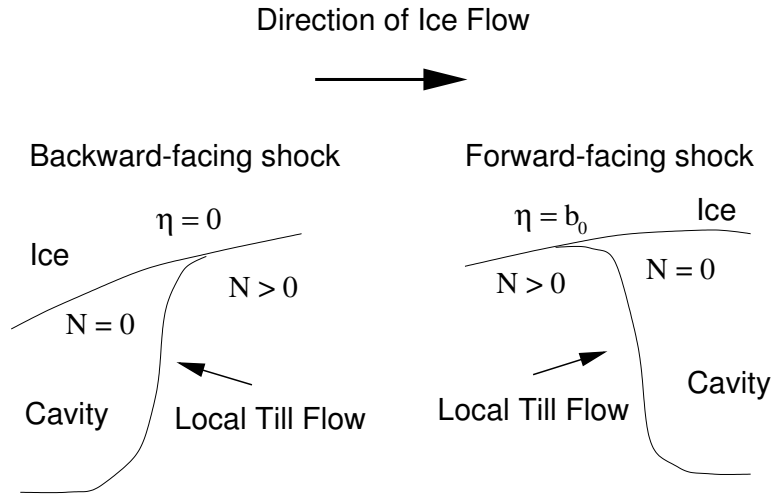 Direction of Ice Flow
Backward-facing shock
Forward-facing shock
η = 0
Ice
N = 0
N > 0
Cavity
Local Till Flow
η = b₀
Ice
N > 0
N = 0
Local Till Flow
Cavity